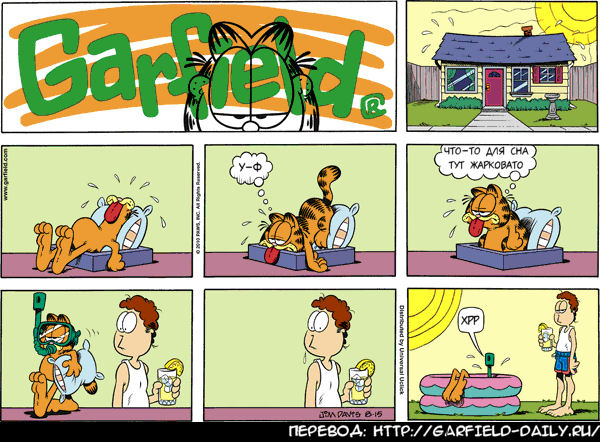 Garfield
www.garfield.com
© 2010 PAWS, INC. All Rights Reserved.
У-Ф
ЧТО-ТО ДЛЯ СНА
ТУТ ЖАРКОВАТО
JIM DAVIS 8-15
Distributed by Universal Uclick
ХРР
ПЕРЕВОД: HTTP://GARFIELD-DAILY.RU/